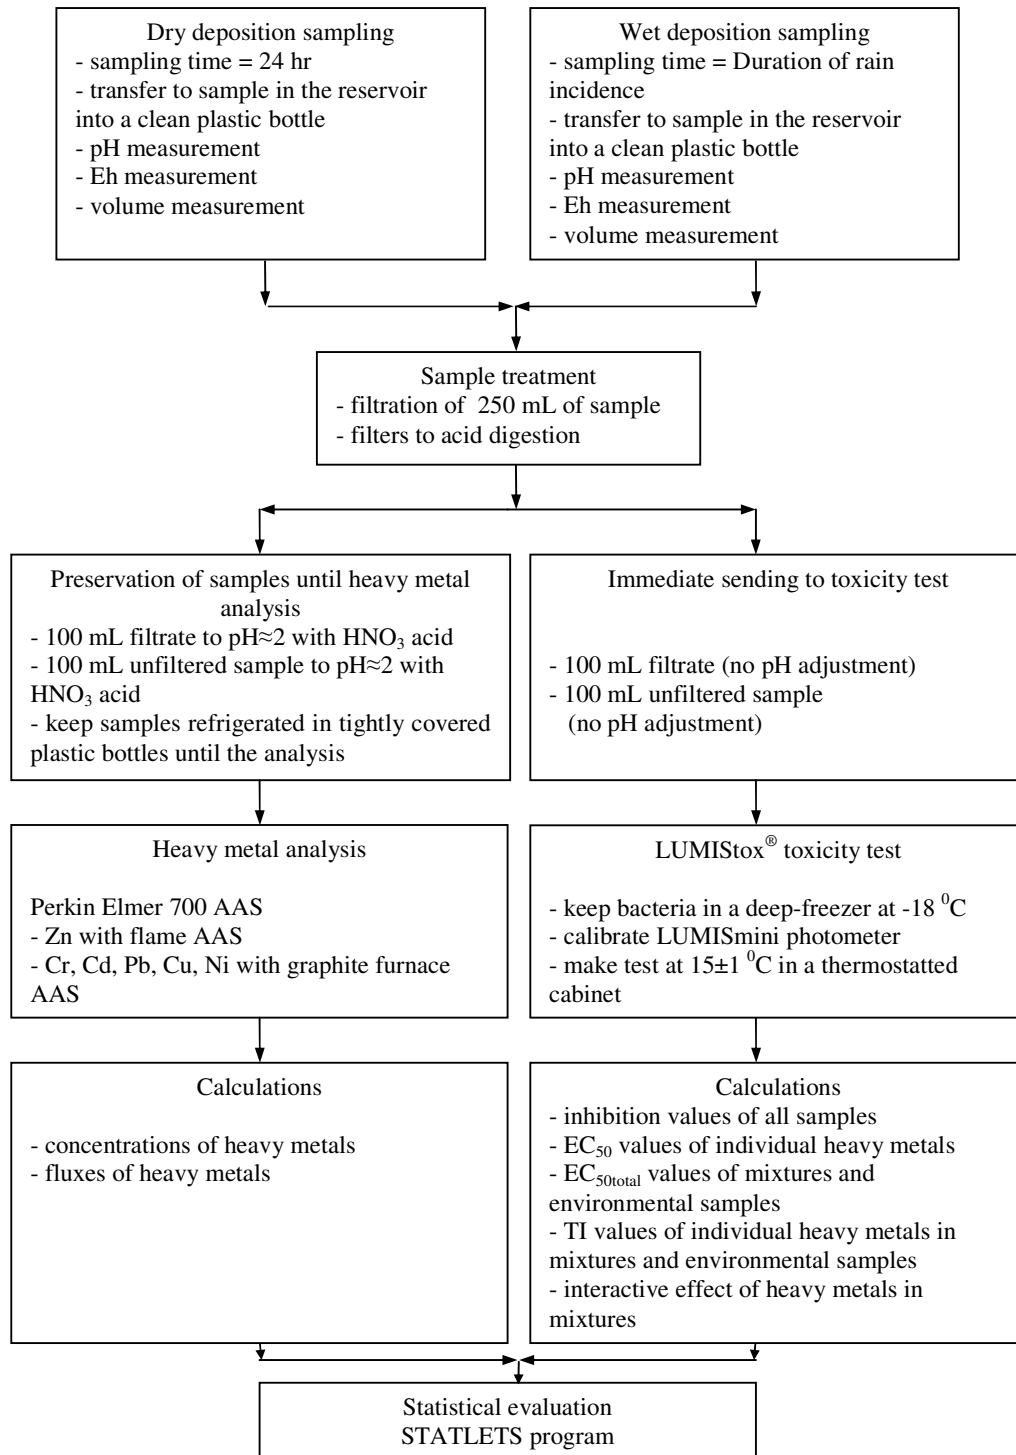 Dry deposition sampling
- sampling time = 24 hr
- transfer to sample in the reservoir
into a clean plastic bottle
- pH measurement
- Eh measurement
- volume measurement
Wet deposition sampling
- sampling time = Duration of rain
incidence
- transfer to sample in the reservoir
into a clean plastic bottle
- pH measurement
- Eh measurement
- volume measurement
Sample treatment
- filtration of 250 mL of sample
- filters to acid digestion
Preservation of samples until heavy metal
analysis
- 100 mL filtrate to pH≈2 with HNO₃ acid
- 100 mL unfiltered sample to pH≈2 with
HNO₃ acid
- keep samples refrigerated in tightly covered
plastic bottles until the analysis
Immediate sending to toxicity test
- 100 mL filtrate (no pH adjustment)
- 100 mL unfiltered sample
(no pH adjustment)
Heavy metal analysis
Perkin Elmer 700 AAS
- Zn with flame AAS
- Cr, Cd, Pb, Cu, Ni with graphite furnace
AAS
LUMIStox® toxicity test
- keep bacteria in a deep-freezer at -18 ⁰C
- calibrate LUMISmini photometer
- make test at 15±1 ⁰C in a thermostatted
cabinet
Calculations
- concentrations of heavy metals
- fluxes of heavy metals
Calculations
- inhibition values of all samples
- EC₅₀ values of individual heavy metals
- EC₅₀total values of mixtures and
environmental samples
- TI values of individual heavy metals in
mixtures and environmental samples
- interactive effect of heavy metals in
mixtures
Statistical evaluation
STATLETS program